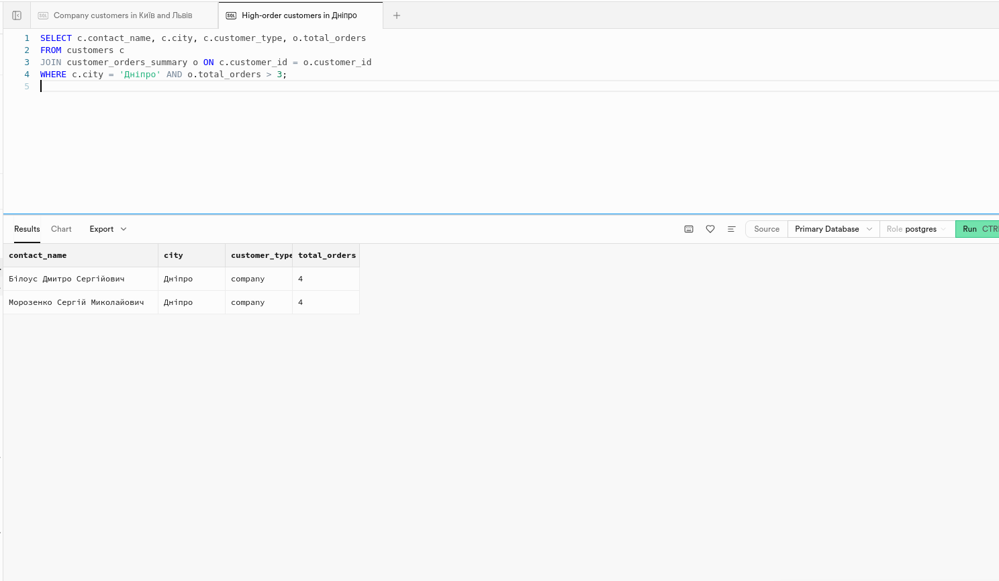 SQL Company customers in Київ and Львів SQL High-order customers in Дніпро
1 SELECT c.contact_name, c.city, c.customer_type, o.total_orders
2 FROM customers c
3 JOIN customer_orders_summary o ON c.customer_id = o.customer_id
4 WHERE c.city = 'Дніпро' AND o.total_orders > 3;
5
Results Chart Export Source Primary Database Role postgres Run CTR
contact_name city customer_type total_orders
Білоус Дмитро Сергійович Дніпро company 4
Морозенко Сергій Миколайович Дніпро company 4